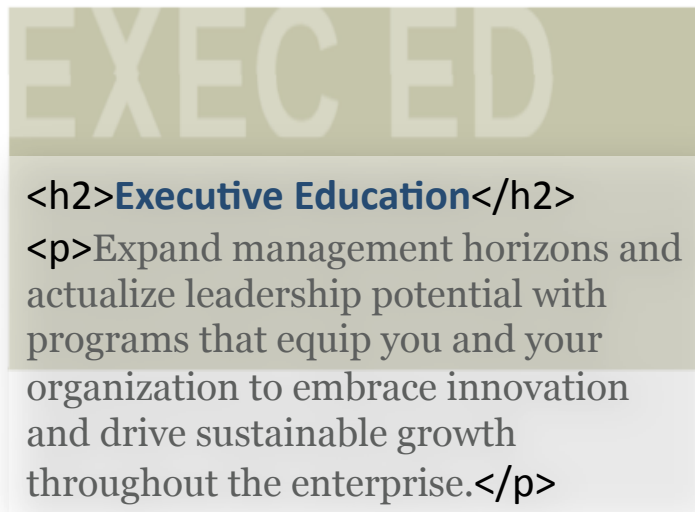 EXEC ED
<h2>Executive Education</h2>
<p>Expand management horizons and
actualize leadership potential with
programs that equip you and your
organization to embrace innovation
and drive sustainable growth
throughout the enterprise.</p>